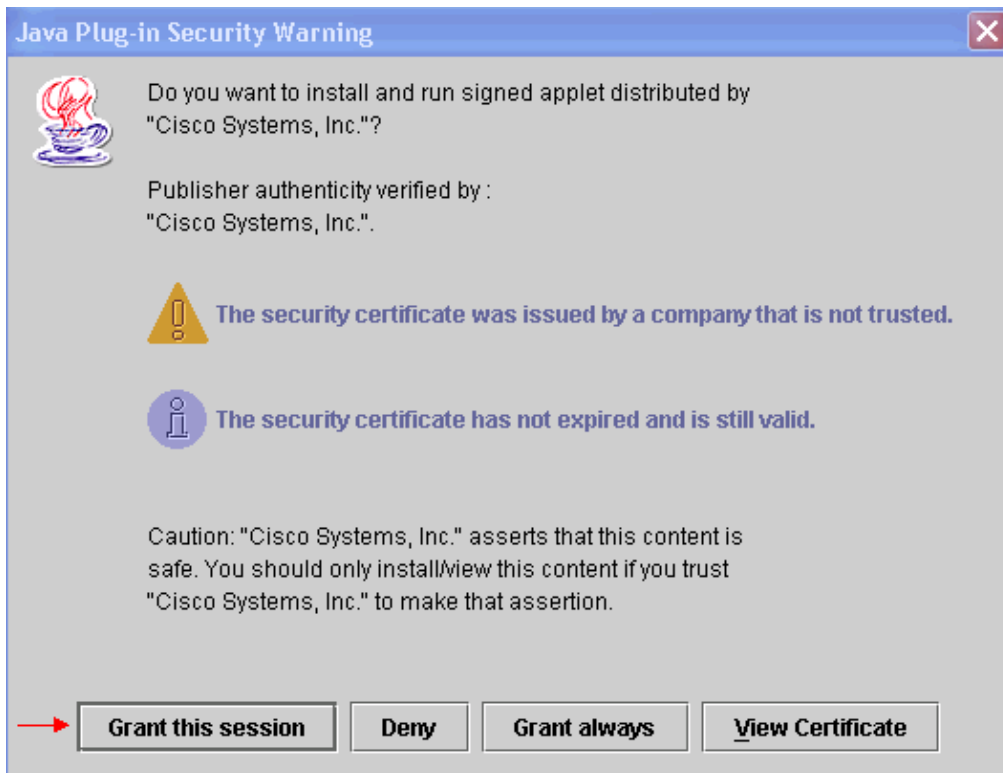 Java Plug-in Security Warning
Do you want to install and run signed applet distributed by
"Cisco Systems, Inc."?
Publisher authenticity verified by :
"Cisco Systems, Inc.".
The security certificate was issued by a company that is not trusted.
The security certificate has not expired and is still valid.
Caution: "Cisco Systems, Inc." asserts that this content is
safe. You should only install/view this content if you trust
"Cisco Systems, Inc." to make that assertion.
Grant this session
Deny
Grant always
View Certificate